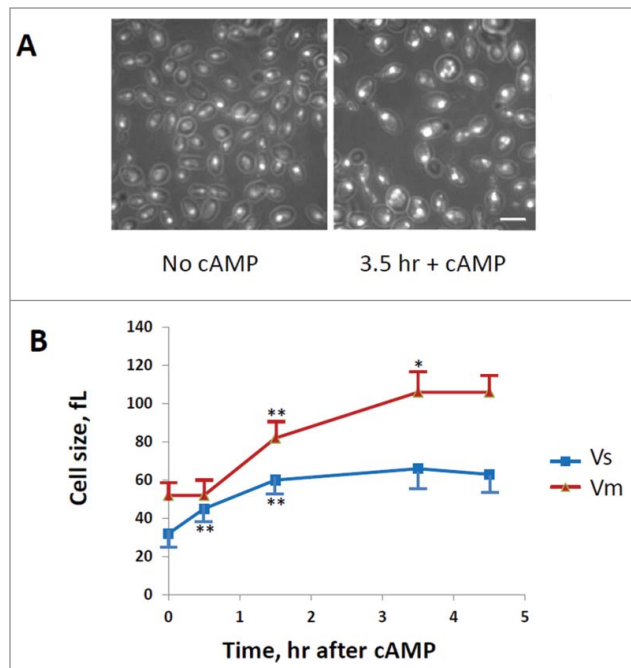 A
No cAMP
3.5 hr + cAMP
B
140
120
100
80
60
40
20
0
Cell size, fL
*
**
**
**
Vs
Vm
0 1 2 3 4 5
Time, hr after cAMP